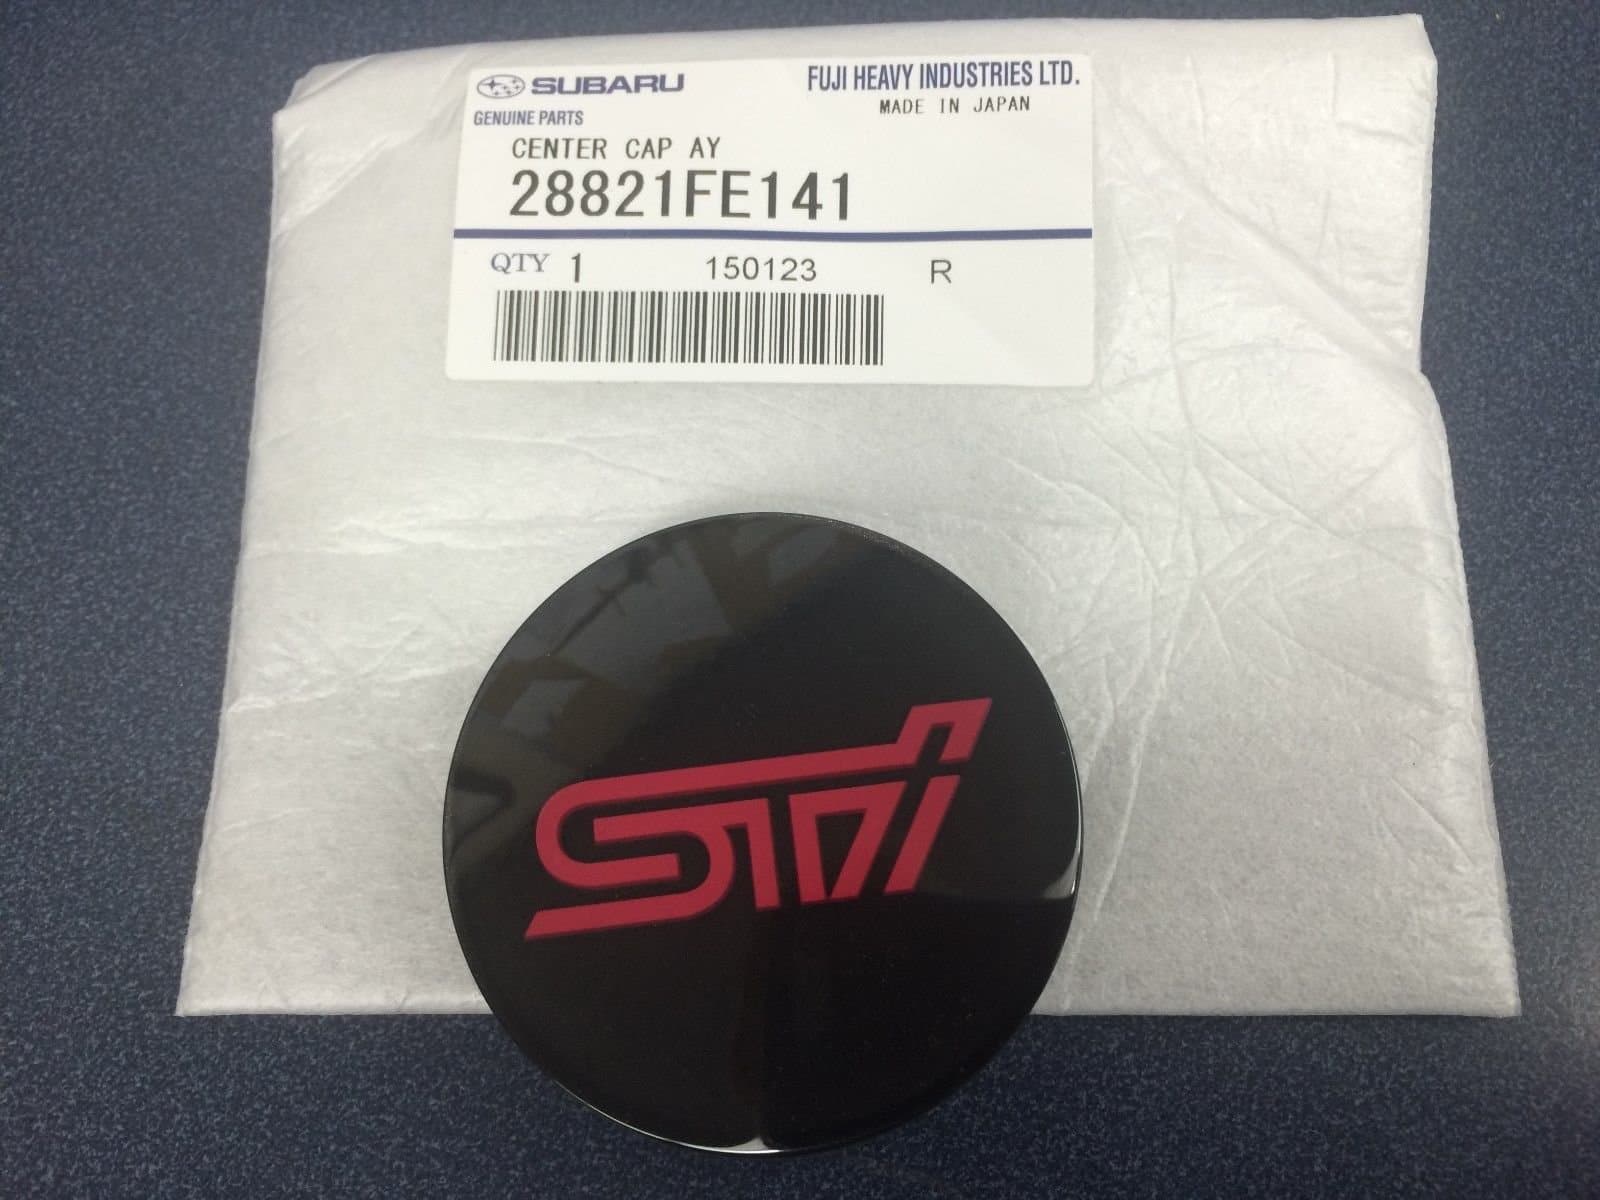 SUBARU
FUJI HEAVY INDUSTRIES LTD.
GENUINE PARTS
MADE IN JAPAN
CENTER CAP AY
28821FE141
QTY 1 150123 R
STI